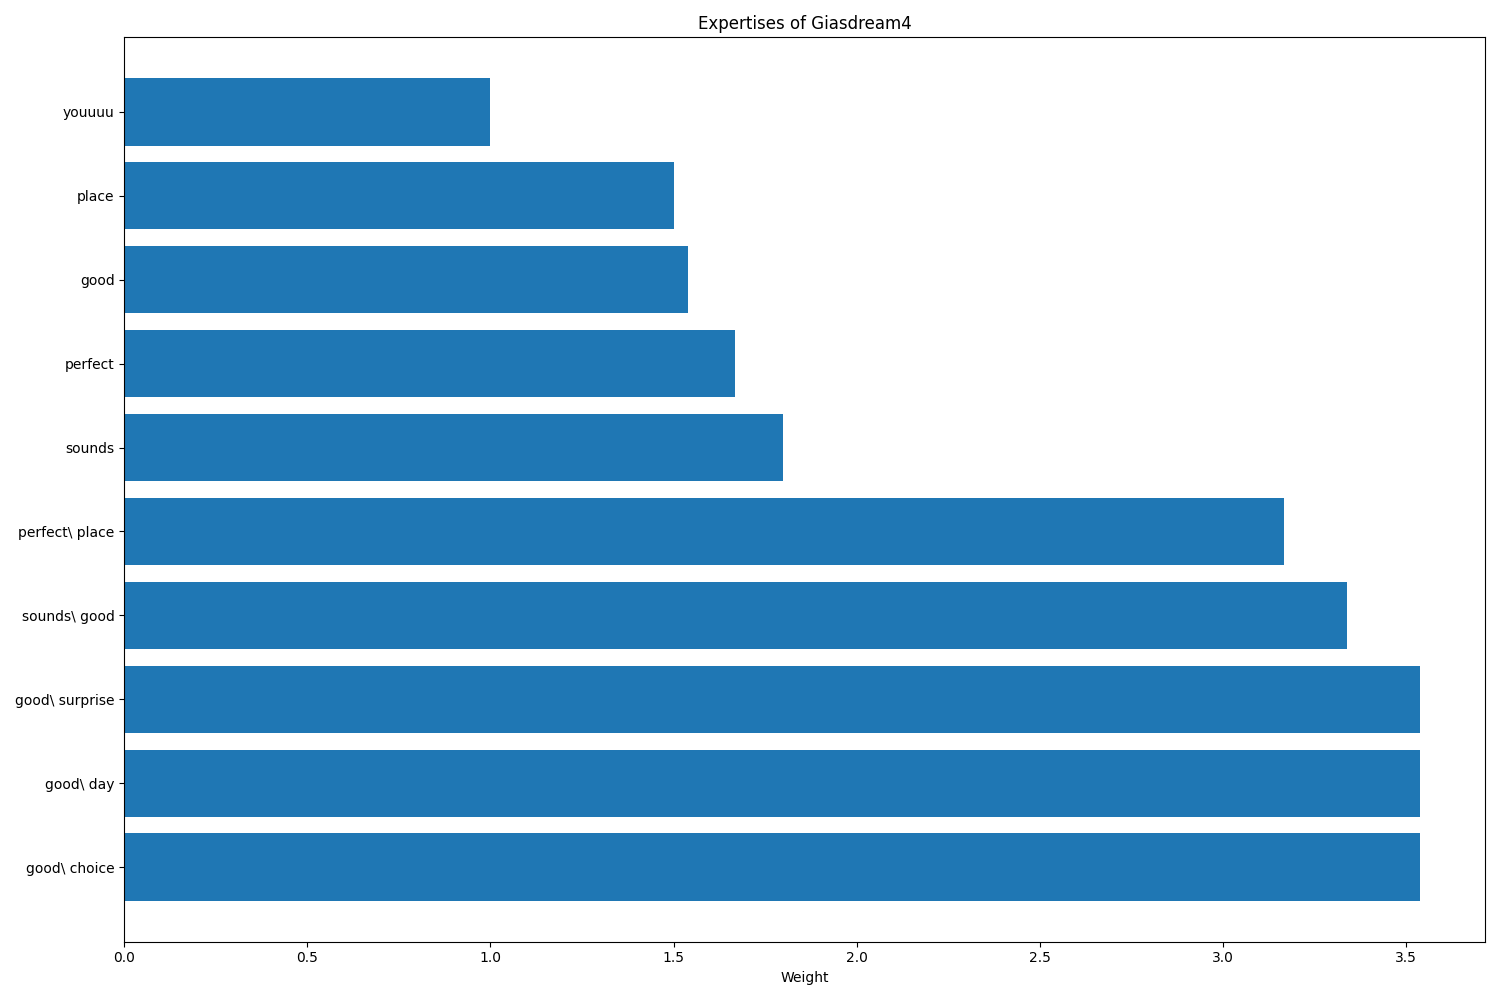 Expertises of Giasdream4
youuuu
place
good
perfect
sounds
perfect\ place
sounds\ good
good\ surprise
good\ day
good\ choice
0.0 0.5 1.0 1.5 2.0 2.5 3.0 3.5
Weight